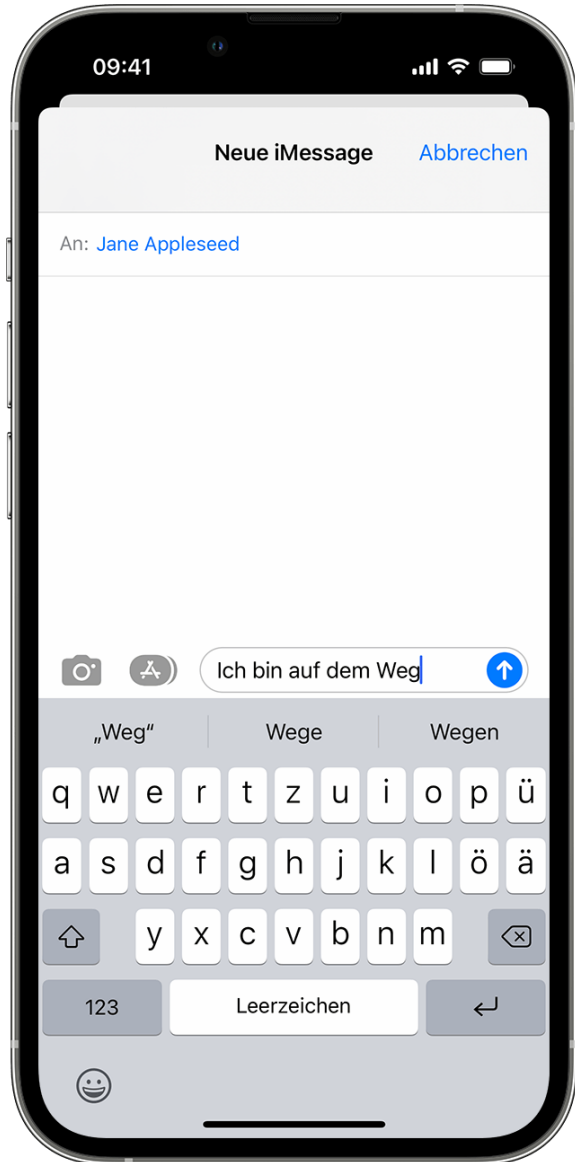 09:41
Neue iMessage Abbrechen
An: Jane Appleseed
Ich bin auf dem Weg
„Weg“ Wege Wegen
q w e r t z u i o p ü
a s d f g h j k l ö ä
y x c v b n m
123 Leerzeichen